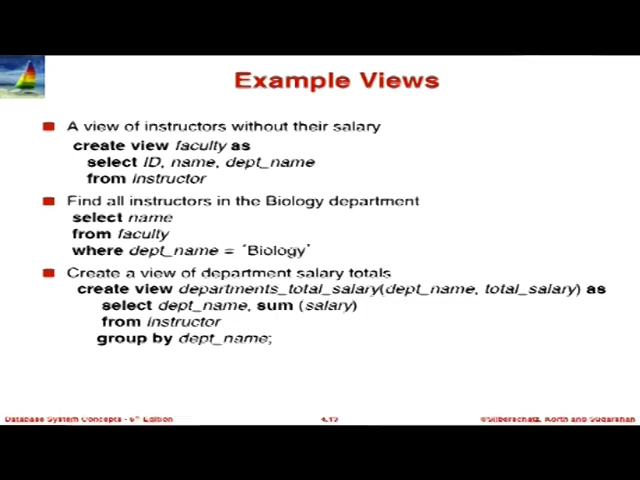 Example Views
A view of instructors without their salary
create view faculty as
select ID, name, dept_name
from instructor
Find all instructors in the Biology department
select name
from faculty
where dept_name = 'Biology'
Create a view of department salary totals
create view departments_total_salary(dept_name, total_salary) as
select dept_name, sum (salary)
from instructor
group by dept_name;
Database System Concepts - 6th Edition 4.13 ©Silberschatz, Korth and Sudarshan